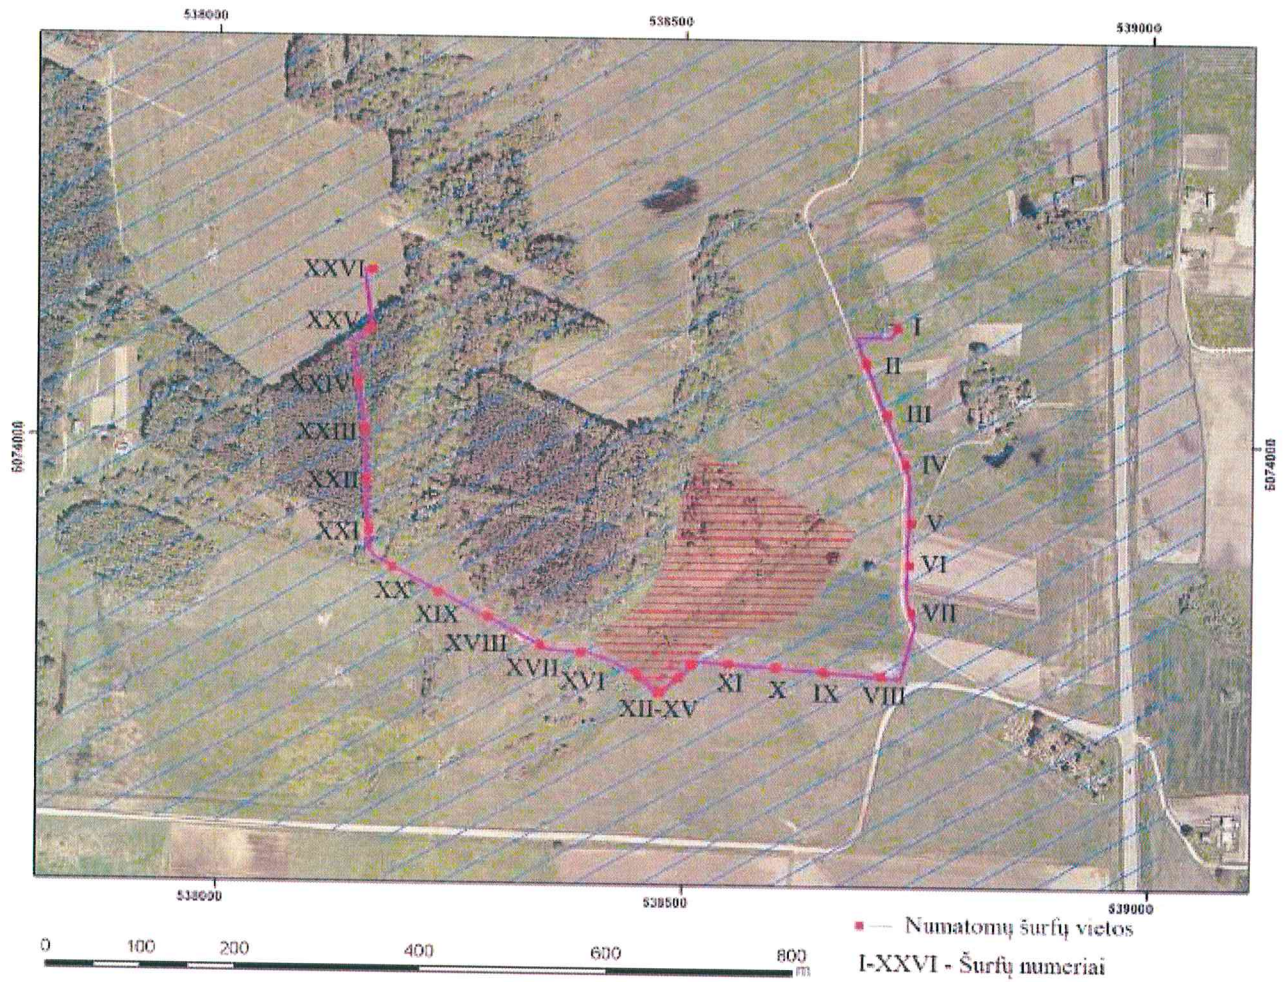 538000
538500
539000
XXVI
XXV
I
XXIV
II
XXIII
III
6074000
6074000
XXII
IV
XXI
V
XX
VI
XIX
VII
XVIII
XVII
XVI
XI
X
IX
VIII
XII-XV
538000
538500
539000
0 100 200 400 600 800
m
Numatomų šurfų vietos
I-XXVI - Šurfų numeriai